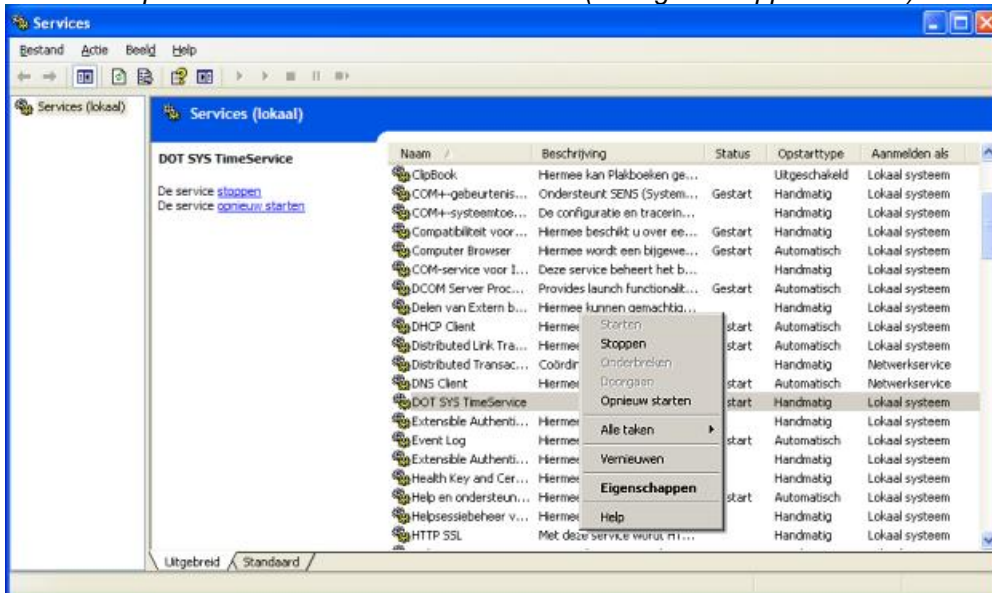 Services
Bestand Actie Beeld Help
Services (lokaal)
Services (lokaal)
DOT SYS TimeService
De service stoppen
De service opnieuw starten
Naam Beschrijving Status Opstarttype Aanmelden als
ClipBook Hiermee kan Plakboeken ge... Uitgeschakeld Lokaal systeem
COM+-gebeurtenis... Ondersteunt SENS (System... Gestart Handmatig Lokaal systeem
COM+-systeemtoe... De configuratie en tracerin... Handmatig Lokaal systeem
Compatibiliteit voor... Hiermee beschikt u over ee... Gestart Handmatig Lokaal systeem
Computer Browser Hiermee wordt een bijgewe... Gestart Automatisch Lokaal systeem
COM-service voor I... Deze service beheert het b... Handmatig Lokaal systeem
DCOM Server Proc... Provides launch functionalit... Gestart Automatisch Lokaal systeem
Delen van Extern b... Hiermee kunnen gemachtig... Handmatig Lokaal systeem
DHCP Client Hiermee start Automatisch Lokaal systeem
Distributed Link Tra... Hiermee start Automatisch Lokaal systeem
Distributed Transac... Coördin Handmatig Netwerkservice
DNS Client Hiermee start Automatisch Netwerkservice
DOT SYS TimeService start Handmatig Lokaal systeem
Extensible Authenti... Hiermee Handmatig Lokaal systeem
Event Log Hiermee start Automatisch Lokaal systeem
Extensible Authenti... Hiermee Handmatig Lokaal systeem
Health Key and Cer... Hiermee Handmatig Lokaal systeem
Help en ondersteun... Hiermee start Automatisch Lokaal systeem
Helpsessiebeheer v... Hiermee Handmatig Lokaal systeem
HTTP SSL Met deze service wordt HT... Handmatig Lokaal systeem
Starten
Stoppen
Onderbreken
Doorgaan
Opnieuw starten
Alle taken
Vernieuwen
Eigenschappen
Help
Uitgebreid Standaard